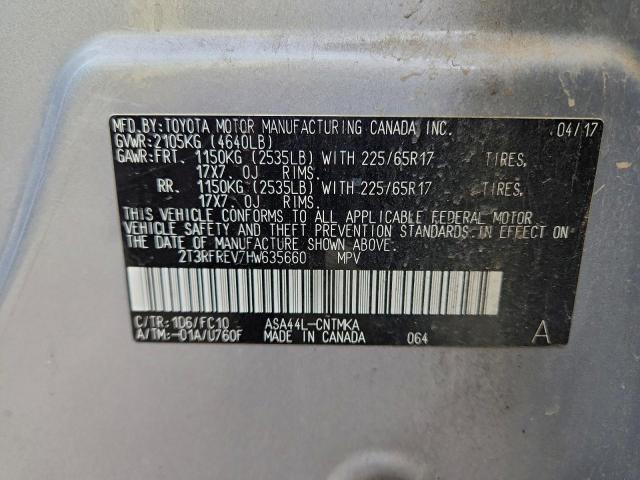 MFD.BY:TOYOTA MOTOR MANUFACTURING CANADA INC. 04/17
GVWR:2105KG (4640LB)
GAWR:FRT. 1150KG (2535LB) WITH 225/65R17 TIRES,
17X7.0J RIMS.
RR. 1150KG (2535LB) WITH 225/65R17 TIRES,
17X7.0J RIMS.
THIS VEHICLE CONFORMS TO ALL APPLICABLE FEDERAL MOTOR
VEHICLE SAFETY AND THEFT PREVENTION STANDARDS IN EFFECT ON
THE DATE OF MANUFACTURE SHOWN ABOVE.
2T3RFREV7HW635660 MPV
C/TR:1D6/FC10 ASA44L-CNTMKA
A/TM:-01A/U760F MADE IN CANADA 064 A